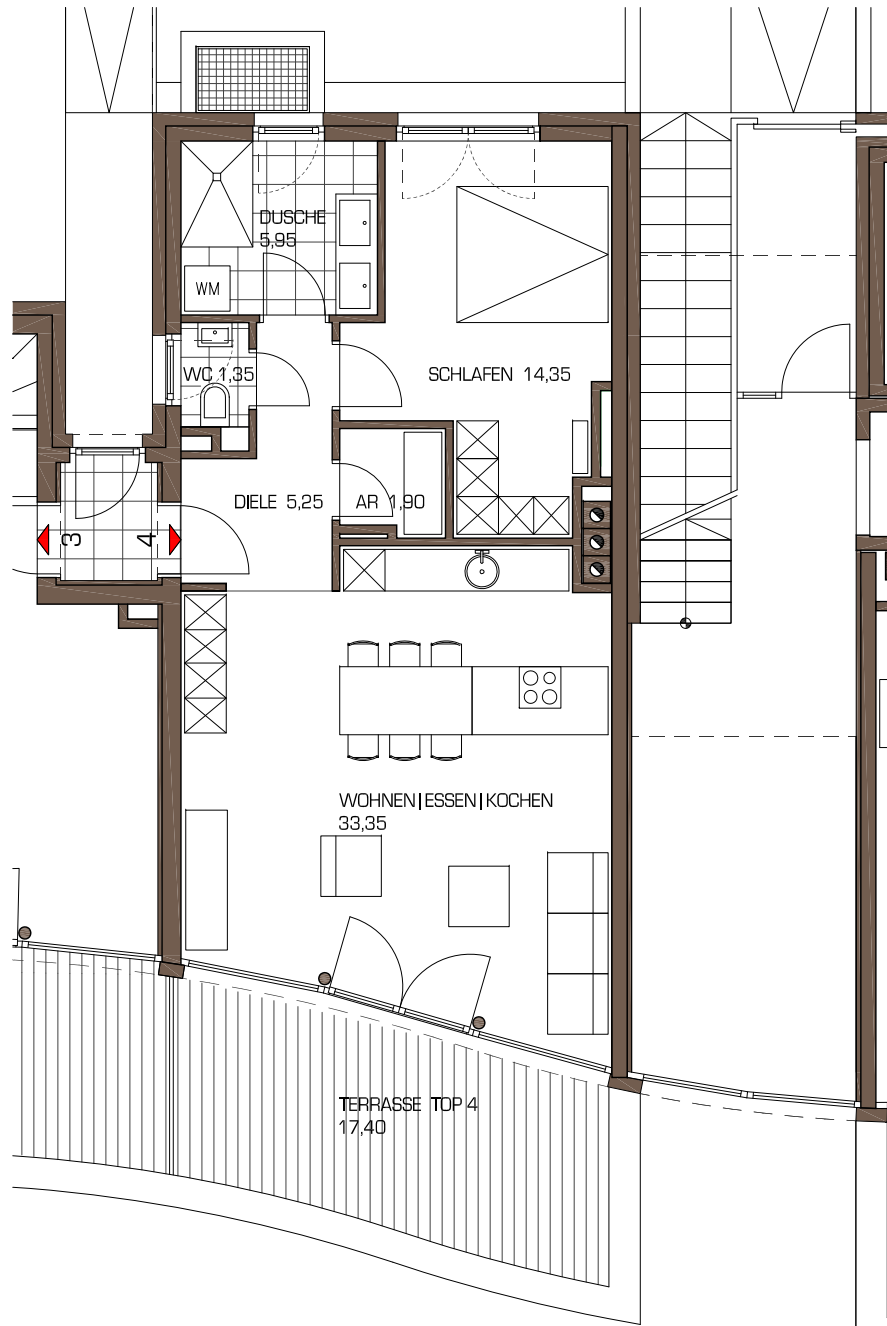 DUSCHE
5,95
WM
WC 1,35
SCHLAFEN 14,35
DIELE 5,25
AR 1,90
3
4
WOHNEN|ESSEN|KOCHEN
33,35
TERRASSE TOP 4
17,40